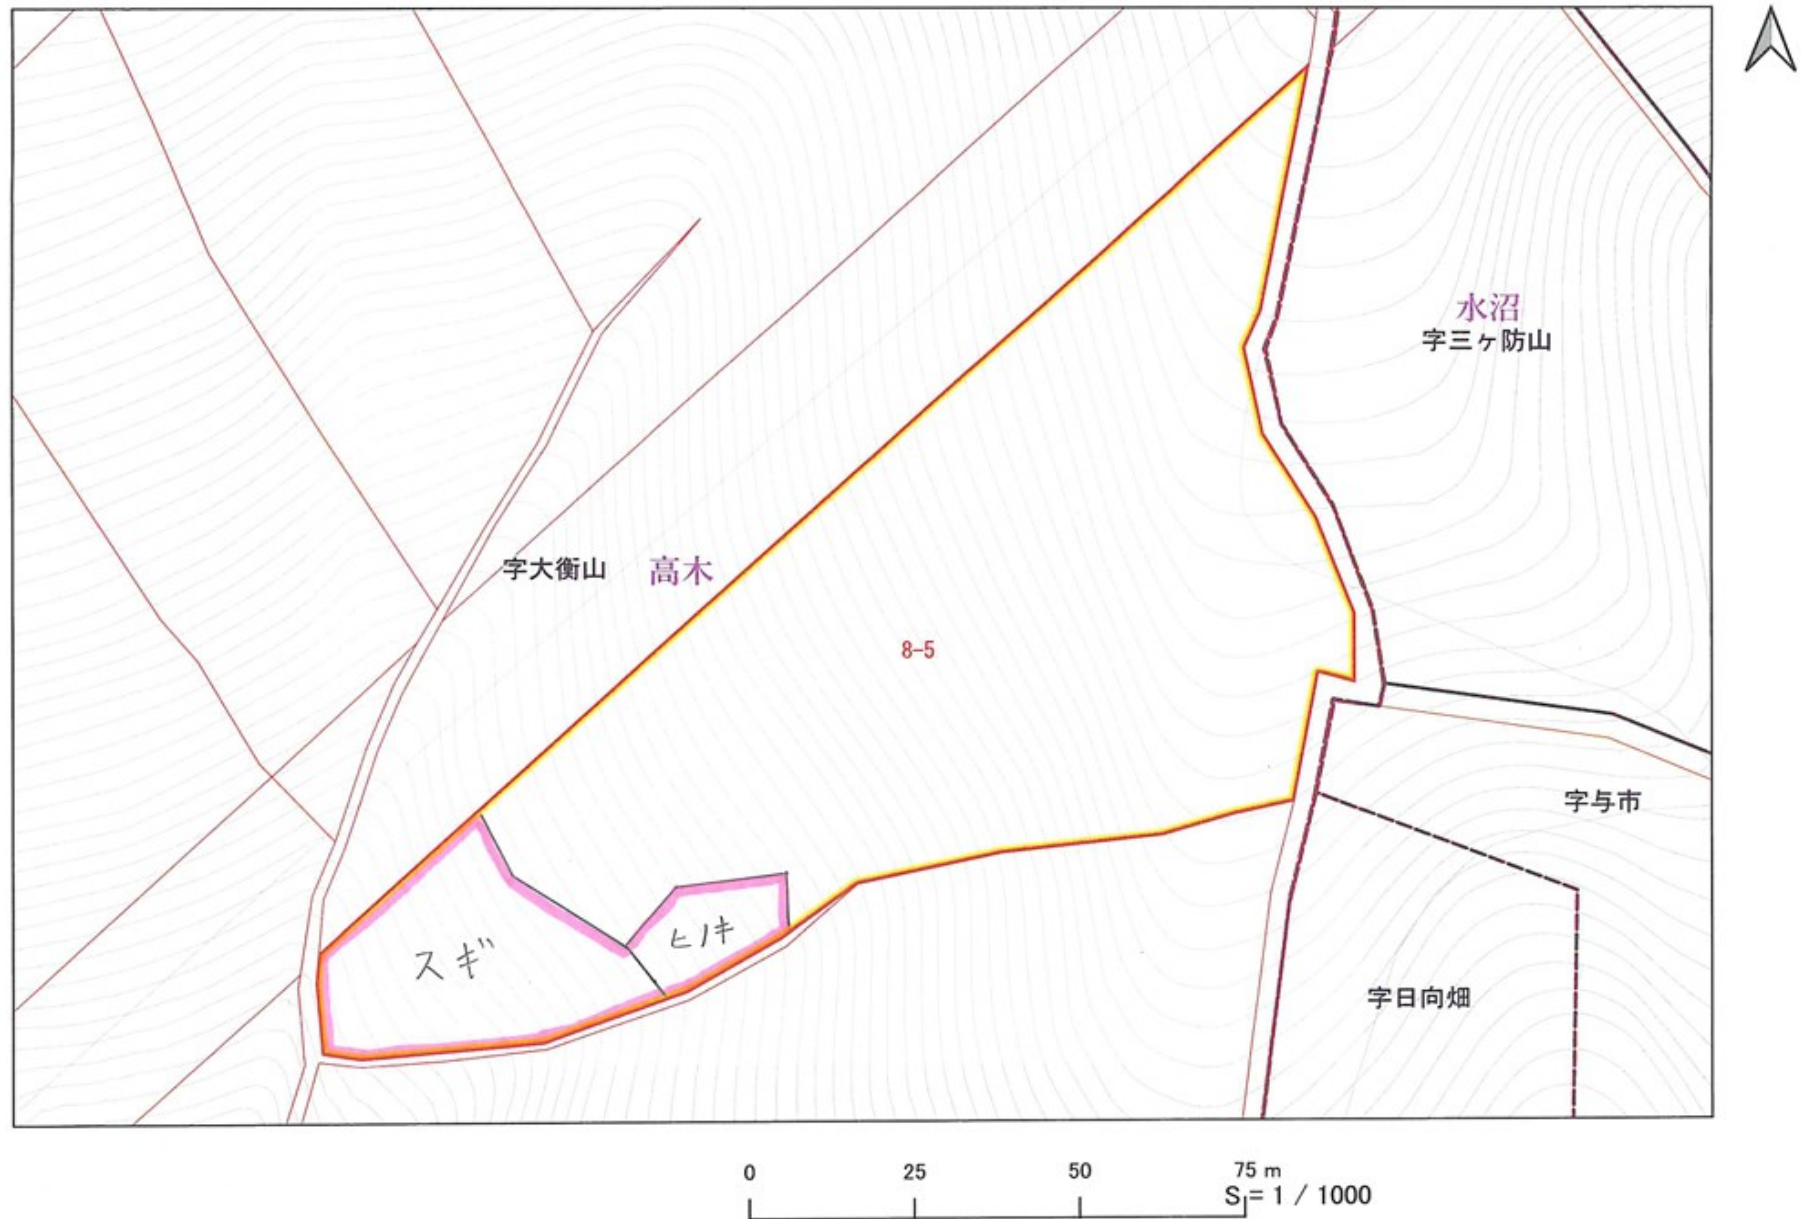 水沼
字三ヶ防山
字大衡山
高木
8-5
字与市
スギ
ヒノキ
字日向畑
0 25 50 75 m
S = 1 / 1000